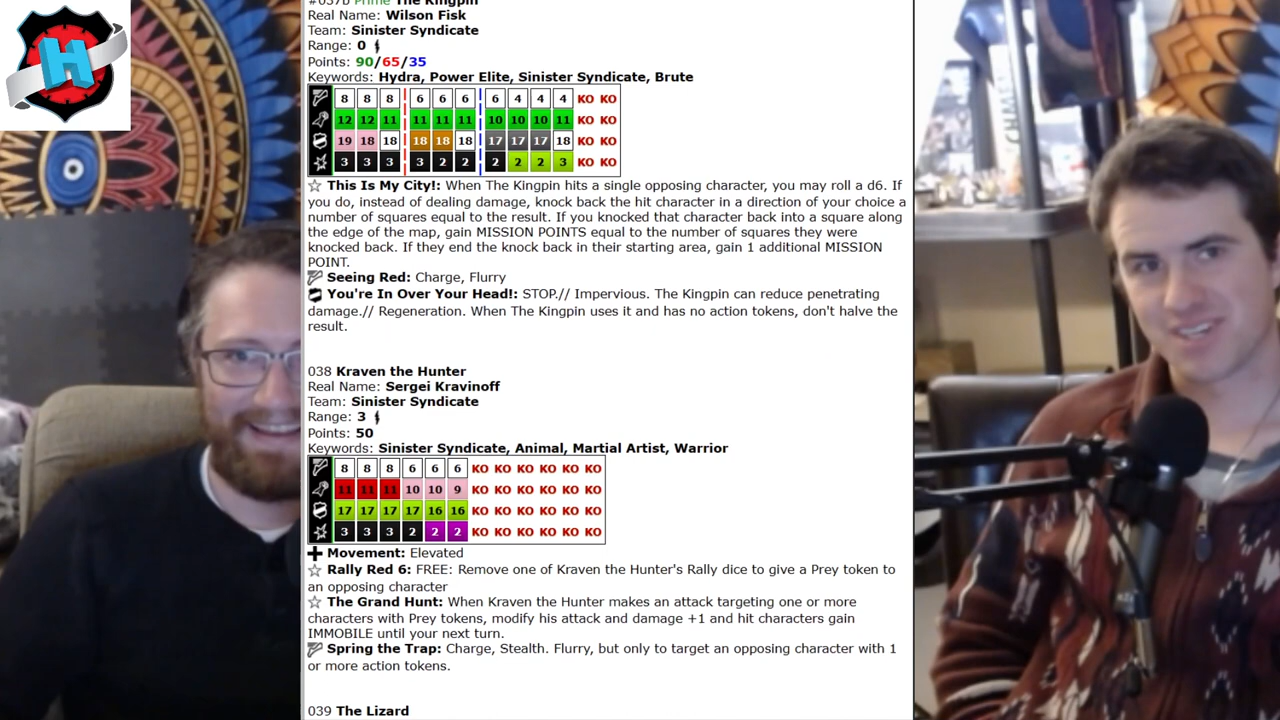 #037b Prime The Kingpin
Real Name: Wilson Fisk
Team: Sinister Syndicate
Range: 0
Points: 90/65/35
Keywords: Hydra, Power Elite, Sinister Syndicate, Brute
8 8 8 6 6 6 6 4 4 4 KO KO
12 12 11 11 11 11 10 10 10 11 KO KO
19 18 18 18 18 18 17 17 17 18 KO KO
3 3 3 3 2 2 2 2 2 3 KO KO
☆ This Is My City!: When The Kingpin hits a single opposing character, you may roll a d6. If
you do, instead of dealing damage, knock back the hit character in a direction of your choice a
number of squares equal to the result. If you knocked that character back into a square along
the edge of the map, gain MISSION POINTS equal to the number of squares they were
knocked back. If they end the knock back in their starting area, gain 1 additional MISSION
POINT.
Seeing Red: Charge, Flurry
You're In Over Your Head!: STOP.// Impervious. The Kingpin can reduce penetrating
damage.// Regeneration. When The Kingpin uses it and has no action tokens, don't halve the
result.
038 Kraven the Hunter
Real Name: Sergei Kravinoff
Team: Sinister Syndicate
Range: 3
Points: 50
Keywords: Sinister Syndicate, Animal, Martial Artist, Warrior
8 8 8 6 6 6 KO KO KO KO KO KO
11 11 11 10 10 9 KO KO KO KO KO KO
17 17 17 17 16 16 KO KO KO KO KO KO
3 3 3 2 2 2 KO KO KO KO KO KO
Movement: Elevated
☆ Rally Red 6: FREE: Remove one of Kraven the Hunter's Rally dice to give a Prey token to
an opposing character
☆ The Grand Hunt: When Kraven the Hunter makes an attack targeting one or more
characters with Prey tokens, modify his attack and damage +1 and hit characters gain
IMMOBILE until your next turn.
Spring the Trap: Charge, Stealth. Flurry, but only to target an opposing character with 1
or more action tokens.
039 The Lizard
H